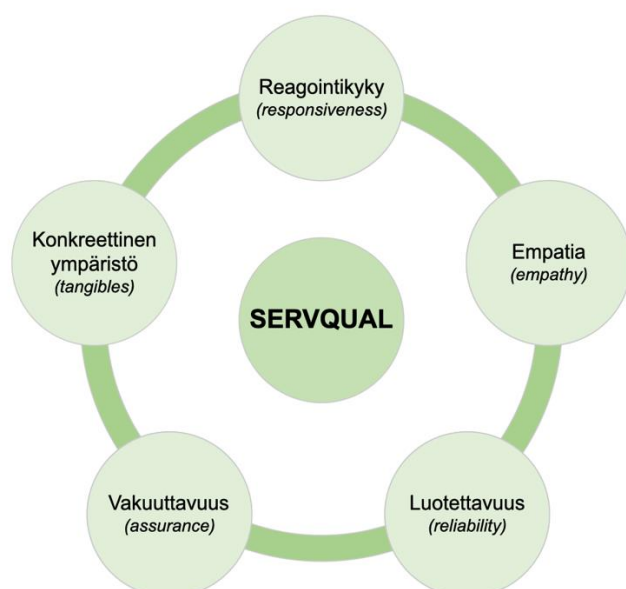 Reagointikyky
(responsiveness)
Konkreettinen
ympäristö
(tangibles)
Empatia
(empathy)
SERVQUAL
Vakuuttavuus
(assurance)
Luotettavuus
(reliability)